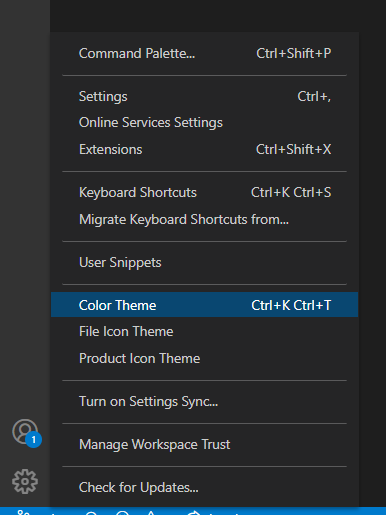 Command Palette... Ctrl+Shift+P
Settings Ctrl+,
Online Services Settings
Extensions Ctrl+Shift+X
Keyboard Shortcuts Ctrl+K Ctrl+S
Migrate Keyboard Shortcuts from...
User Snippets
Color Theme Ctrl+K Ctrl+T
File Icon Theme
Product Icon Theme
Turn on Settings Sync...
1
Manage Workspace Trust
Check for Updates...